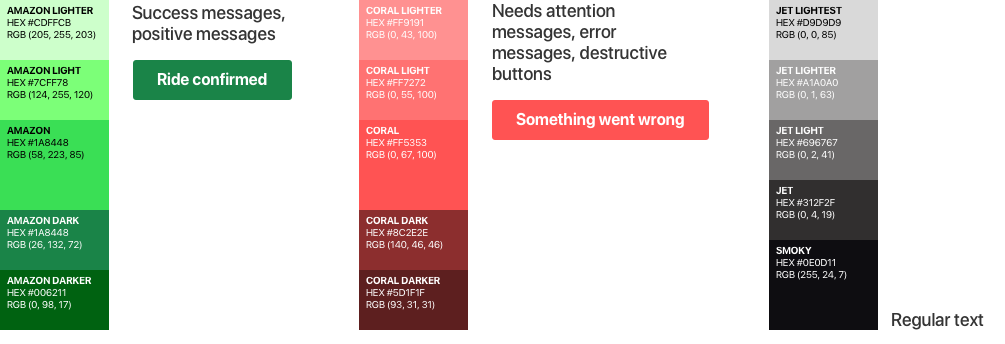 AMAZON LIGHTER
HEX #CDFFCB
RGB (205, 255, 203)
AMAZON LIGHT
HEX #7CFF78
RGB (124, 255, 120)
AMAZON
HEX #1A8448
RGB (58, 223, 85)
AMAZON DARK
HEX #1A8448
RGB (26, 132, 72)
AMAZON DARKER
HEX #006211
RGB (0, 98, 17)
Success messages,
positive messages
Ride confirmed
CORAL LIGHTER
HEX #FF9191
RGB (0, 43, 100)
CORAL LIGHT
HEX #FF7272
RGB (0, 55, 100)
CORAL
HEX #FF5353
RGB (0, 67, 100)
CORAL DARK
HEX #8C2E2E
RGB (140, 46, 46)
CORAL DARKER
HEX #5D1F1F
RGB (93, 31, 31)
Needs attention
messages, error
messages, destructive
buttons
Something went wrong
JET LIGHTEST
HEX #D9D9D9
RGB (0, 0, 85)
JET LIGHTER
HEX #A1A0A0
RGB (0, 1, 63)
JET LIGHT
HEX #696767
RGB (0, 2, 41)
JET
HEX #312F2F
RGB (0, 4, 19)
SMOKY
HEX #0E0D11
RGB (255, 24, 7)
Regular text